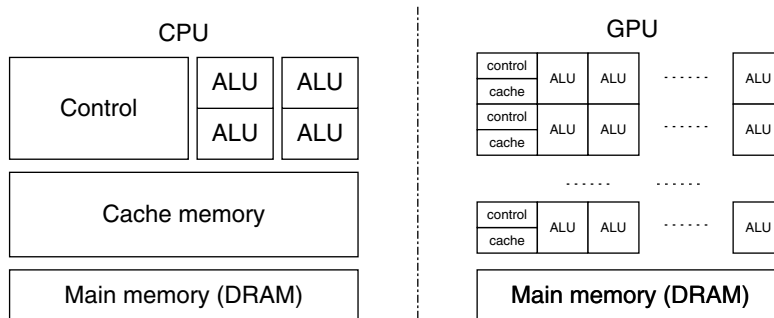 CPU
Control
ALU ALU
ALU ALU
Cache memory
Main memory (DRAM)
GPU
control
cache
ALU ALU ...... ALU
control
cache
ALU ALU ...... ALU
...... ......
control
cache
ALU ALU ...... ALU
Main memory (DRAM)